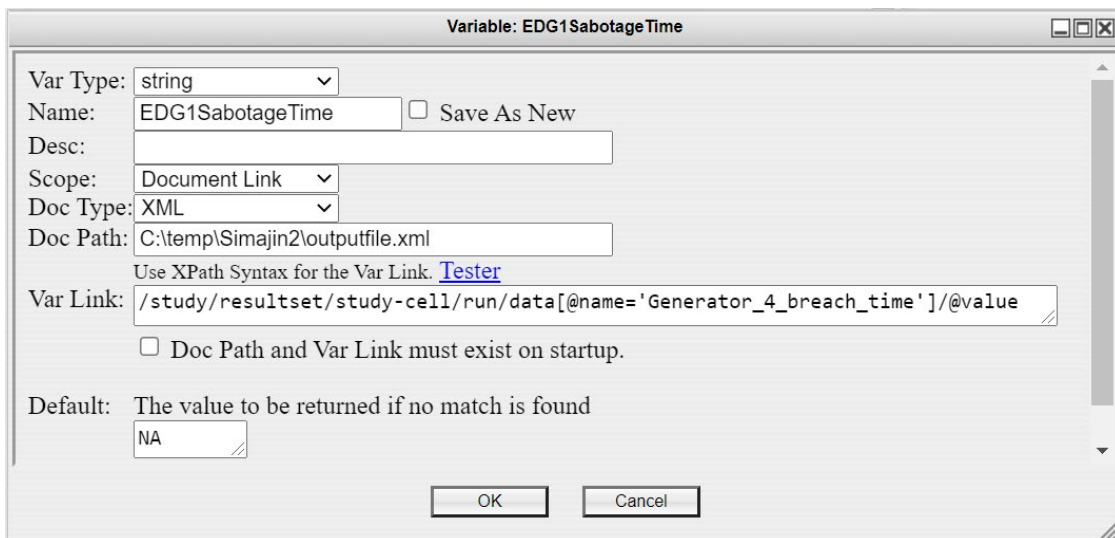 Variable: EDG1SabotageTime
Var Type: string
Name: EDG1SabotageTime Save As New
Desc:
Scope: Document Link
Doc Type: XML
Doc Path: C:\temp\Simajin2\outputfile.xml
Use XPath Syntax for the Var Link. Tester
Var Link: /study/resultset/study-cell/run/data[@name='Generator_4_breach_time']/@value
Doc Path and Var Link must exist on startup.
Default: The value to be returned if no match is found
NA
OK Cancel